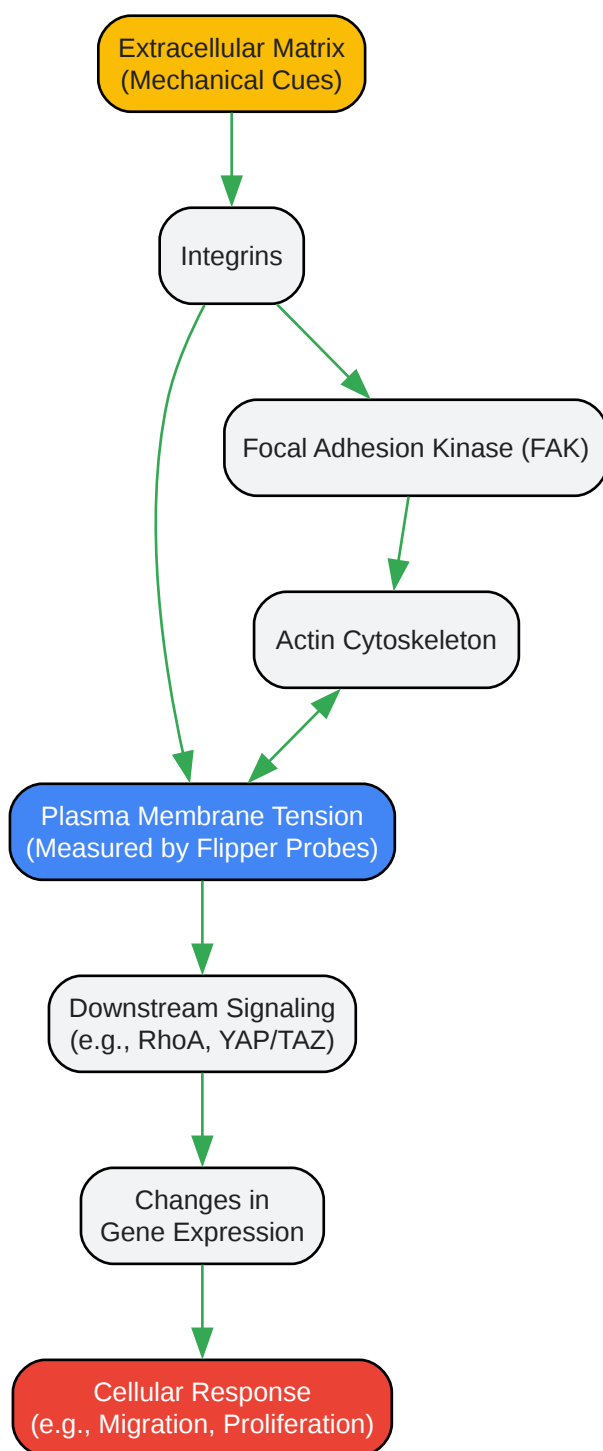 Extracellular Matrix
(Mechanical Cues)
Integrins
Focal Adhesion Kinase (FAK)
Actin Cytoskeleton
Plasma Membrane Tension
(Measured by Flipper Probes)
Downstream Signaling
(e.g., RhoA, YAP/TAZ)
Changes in
Gene Expression
Cellular Response
(e.g., Migration, Proliferation)